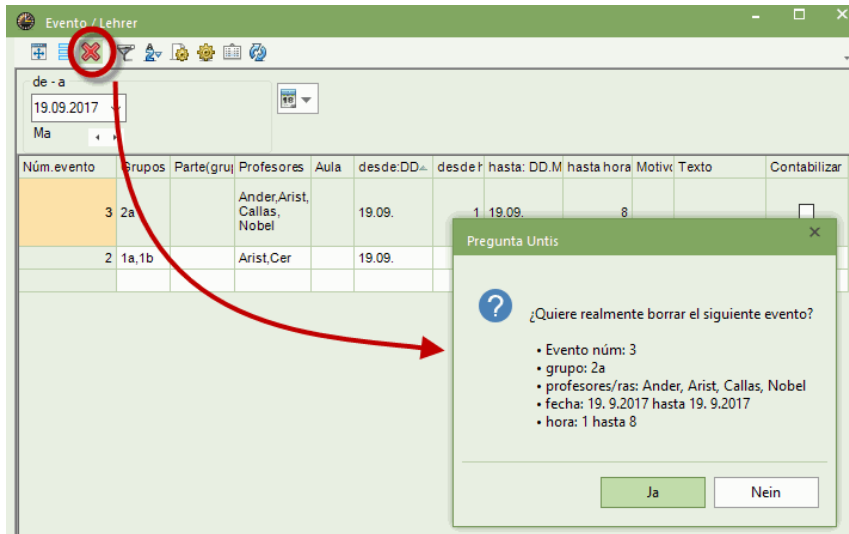 Evento / Lehrer
de - a
19.09.2017
Ma
Núm.evento Grupos Parte(gru Profesores Aula desde:DD desde h hasta: DD.M hasta hora Motivo Texto Contabilizar
3 2a Ander,Arist, Callas, Nobel 19.09. 1 19.09. 8
2 1a,1b Arist,Cer 19.09.
Pregunta Untis
¿Quiere realmente borrar el siguiente evento?
• Evento núm: 3
• grupo: 2a
• profesores/ras: Ander, Arist, Callas, Nobel
• fecha: 19. 9.2017 hasta 19. 9.2017
• hora: 1 hasta 8
Ja Nein